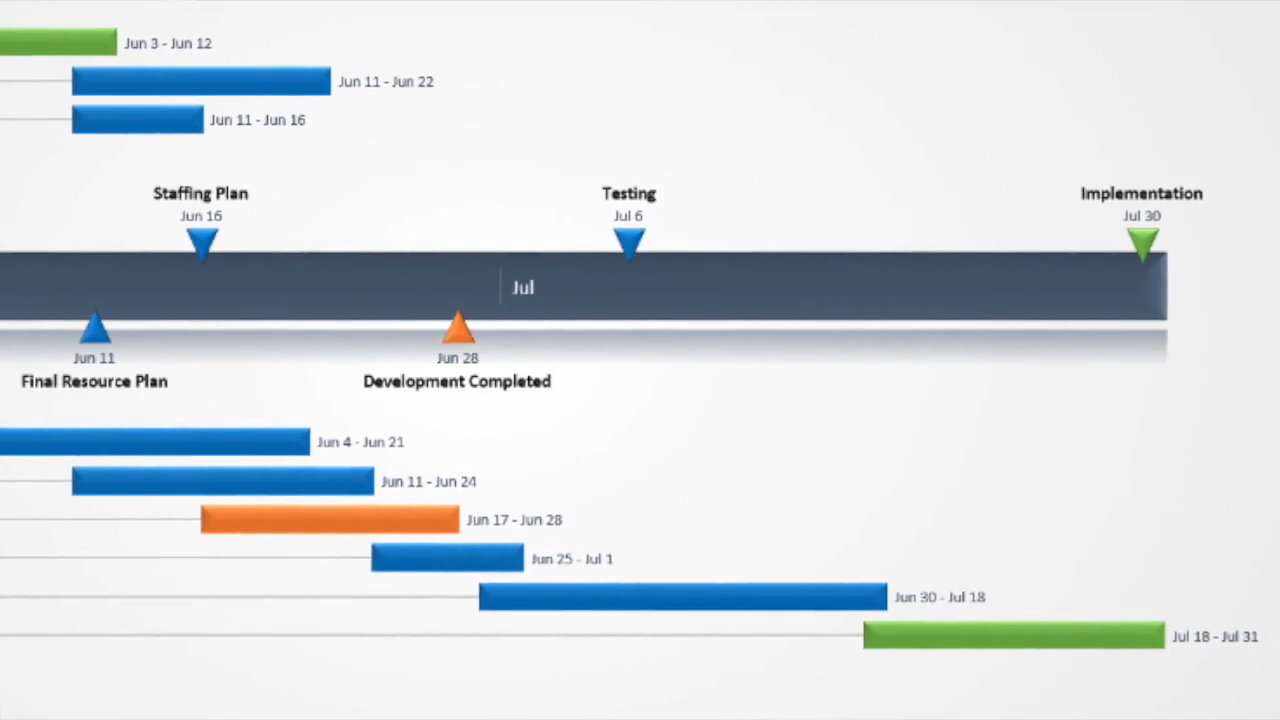 Jun 3 - Jun 12
Jun 11 - Jun 22
Jun 11 - Jun 16
Staffing Plan
Jun 16
Testing
Jul 6
Implementation
Jul 30
Jul
Jun 11
Final Resource Plan
Jun 28
Development Completed
Jun 4 - Jun 21
Jun 11 - Jun 24
Jun 17 - Jun 28
Jun 25 - Jul 1
Jun 30 - Jul 18
Jul 18 - Jul 31